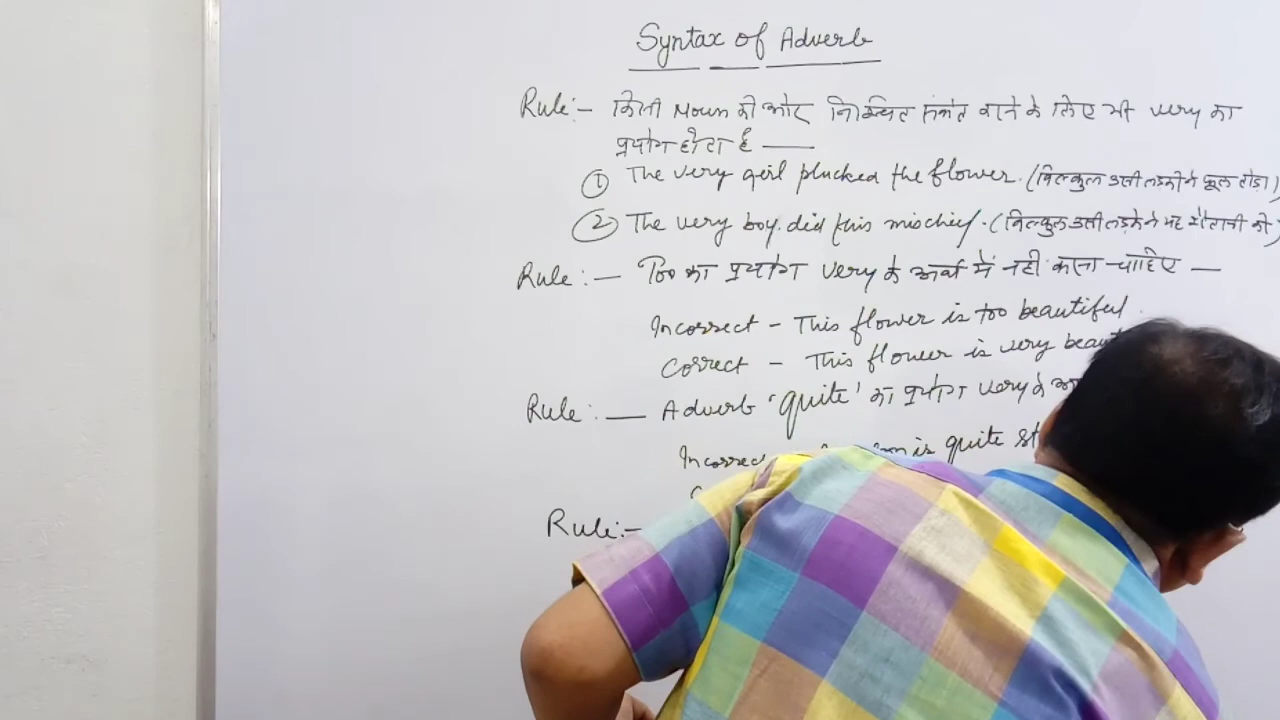 Syntax of Adverb
Rule:- किसी Noun की ओर निश्चित संकेत करने के लिए भी very का
प्रयोग होता है —
① The very girl plucked the flower. (बिल्कुल उसी लड़की ने फूल तोड़ा)
② The very boy did this mischief. (बिल्कुल उसी लड़के ने यह शैतानी की)
Rule:- Too का प्रयोग very के अर्थ में नहीं करना चाहिए —
Incorrect - This flower is too beautiful.
Correct - This flower is very
Rule:— Adverb 'quite' का प्रयोग very के
is quite
Rule:-